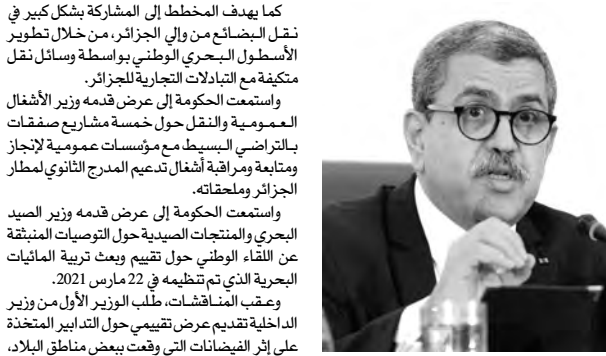 كما يهدف المخطط إلى المشاركة بشكل كبير في
نقل البضائع من وإلي الجزائر، من خلال تطوير
الأسطول البحري الوطني بواسطة وسائل نقل
متكيفة مع التبادلات التجارية للجزائر.
واستمعت الحكومة إلى عرض قدمه وزير الأشغال
العمومية والنقل حول خمسة مشاريع صفقات
بالتراضي البسيط مع مؤسسات عمومية لإنجاز
ومتابعة ومراقبة أشغال تدعيم المدرج الثانوي لمطار
الجزائر وملحقاته.
واستمعت الحكومة إلى عرض قدمه وزير الصيد
البحري والمنتجات الصيدية حول التوصيات المنبثقة
عن اللقاء الوطني حول تقييم وبعث تربية المائيات
البحرية الذي تم تنظيمه في 22 مارس 2021.
وعقب المناقشات، طلب الوزير الأول من وزير
الداخلية تقديم عرض تقييمي حول التدابير المتخذة
على إثر الفيضانات التي وقعت ببعض مناطق البلاد،